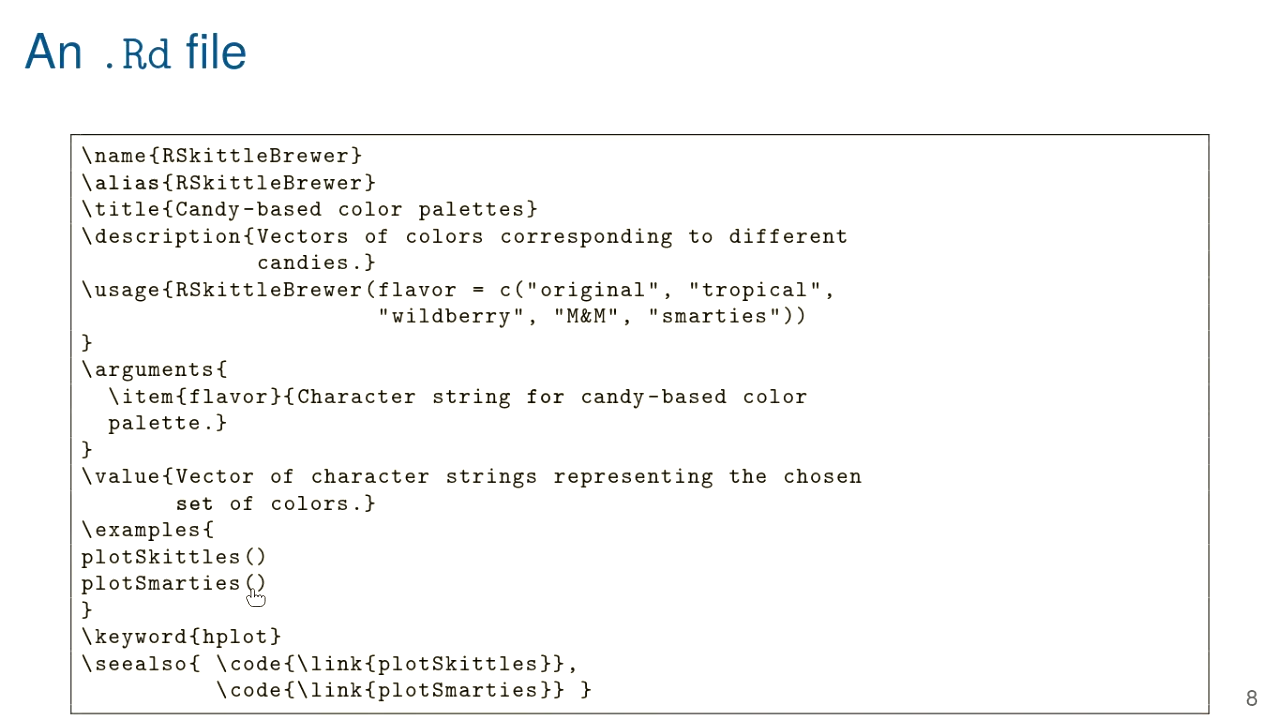 An .Rd file
\name{RSkittleBrewer}
\alias{RSkittleBrewer}
\title{Candy-based color palettes}
\description{Vectors of colors corresponding to different
             candies.}
\usage{RSkittleBrewer(flavor = c("original", "tropical",
                      "wildberry", "M&M", "smarties"))
}
\arguments{
  \item{flavor}{Character string for candy-based color
  palette.}
}
\value{Vector of character strings representing the chosen
       set of colors.}
\examples{
plotSkittles()
plotSmarties()
}
\keyword{hplot}
\seealso{ \code{\link{plotSkittles}},
          \code{\link{plotSmarties}} }
8